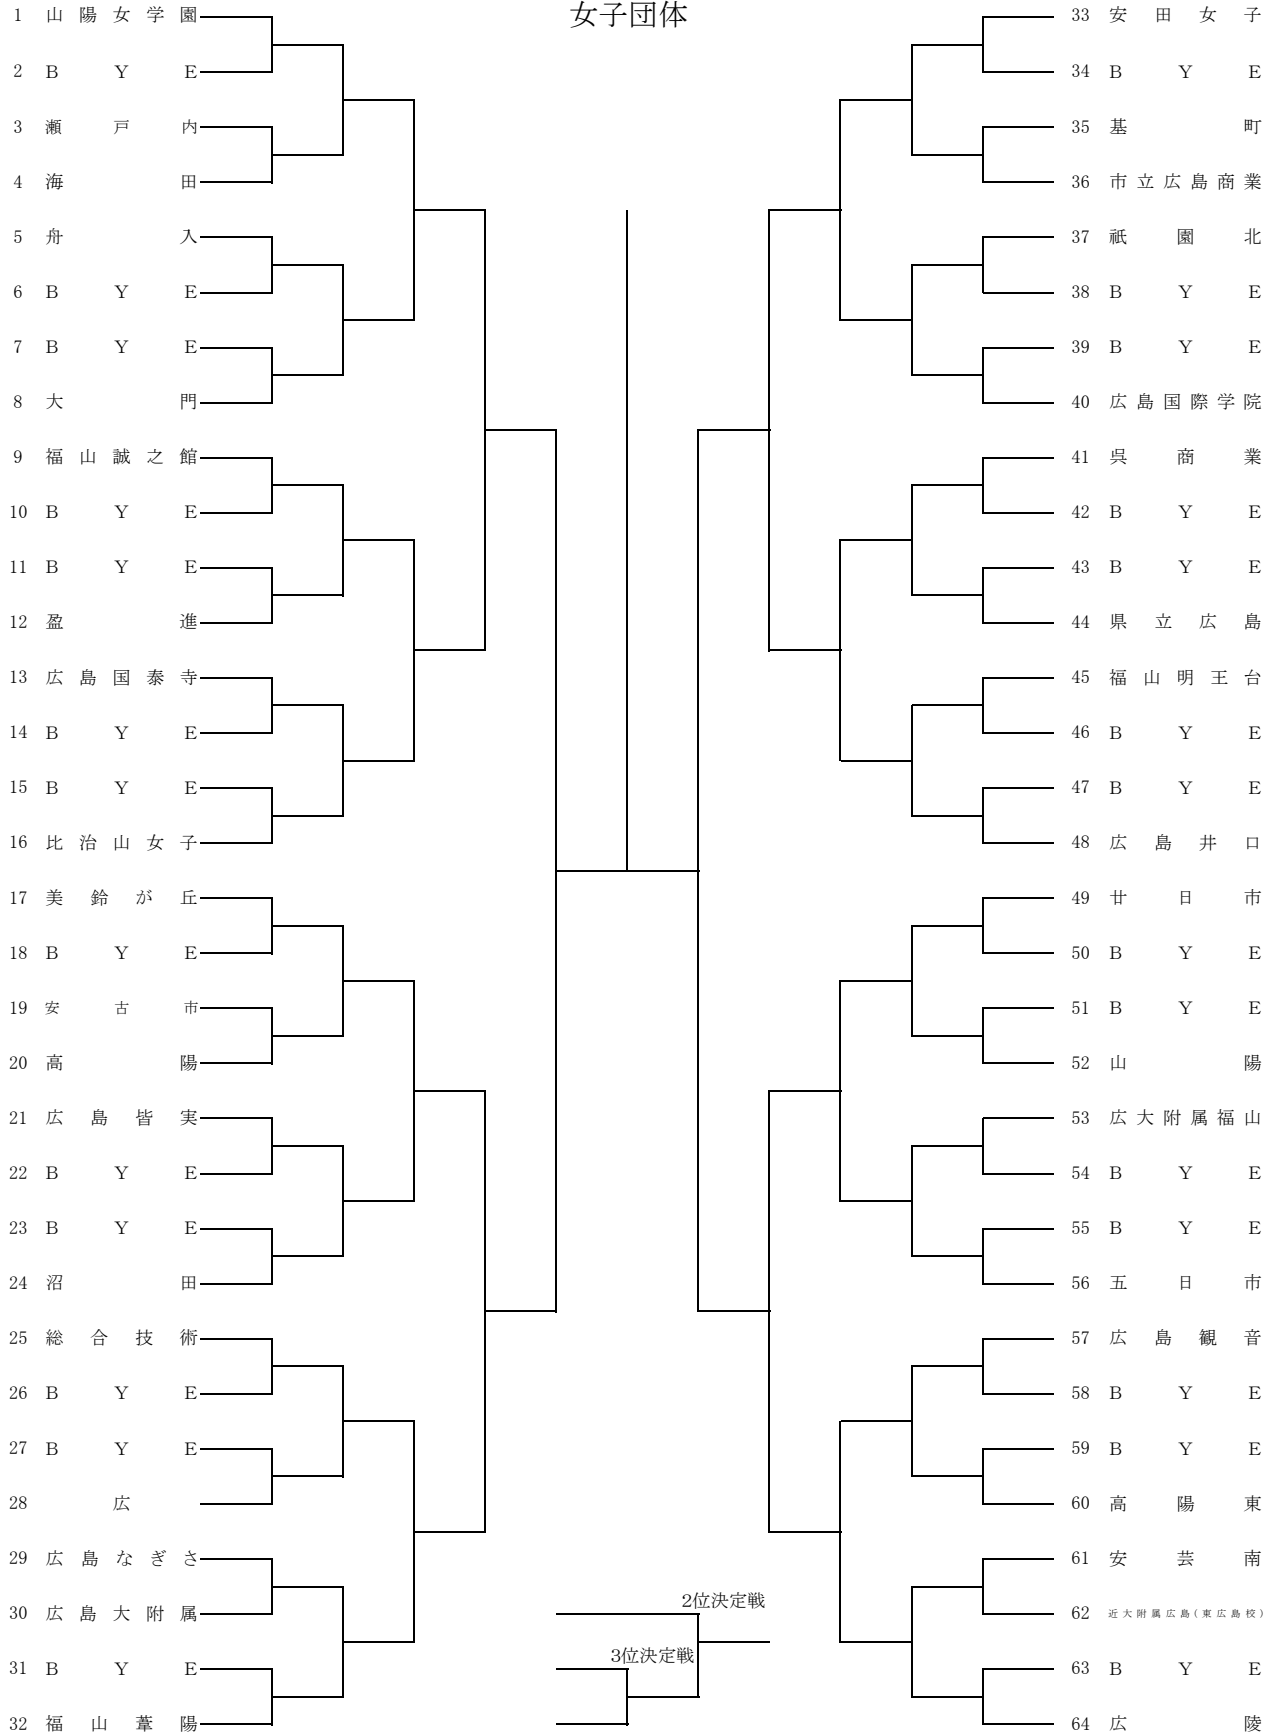 女子団体
1 山陽女学園
2 BYE
3 瀬戸内
4 海田
5 舟入
6 BYE
7 BYE
8 大門
9 福山誠之館
10 BYE
11 BYE
12 盈進
13 広島国泰寺
14 BYE
15 BYE
16 比治山女子
17 美鈴が丘
18 BYE
19 安古市
20 高陽
21 広島皆実
22 BYE
23 BYE
24 沼田
25 総合技術
26 BYE
27 BYE
28 広
29 広島なぎさ
30 広島大附属
31 BYE
32 福山葦陽
33 安田女子
34 BYE
35 基町
36 市立広島商業
37 祇園北
38 BYE
39 BYE
40 広島国際学院
41 呉商業
42 BYE
43 BYE
44 県立広島
45 福山明王台
46 BYE
47 BYE
48 広島井口
49 廿日市
50 BYE
51 BYE
52 山陽
53 広大附属福山
54 BYE
55 BYE
56 五日市
57 広島観音
58 BYE
59 BYE
60 高陽東
61 安芸南
62 近大附属広島(東広島校)
63 BYE
64 広陵
2位決定戦
3位決定戦